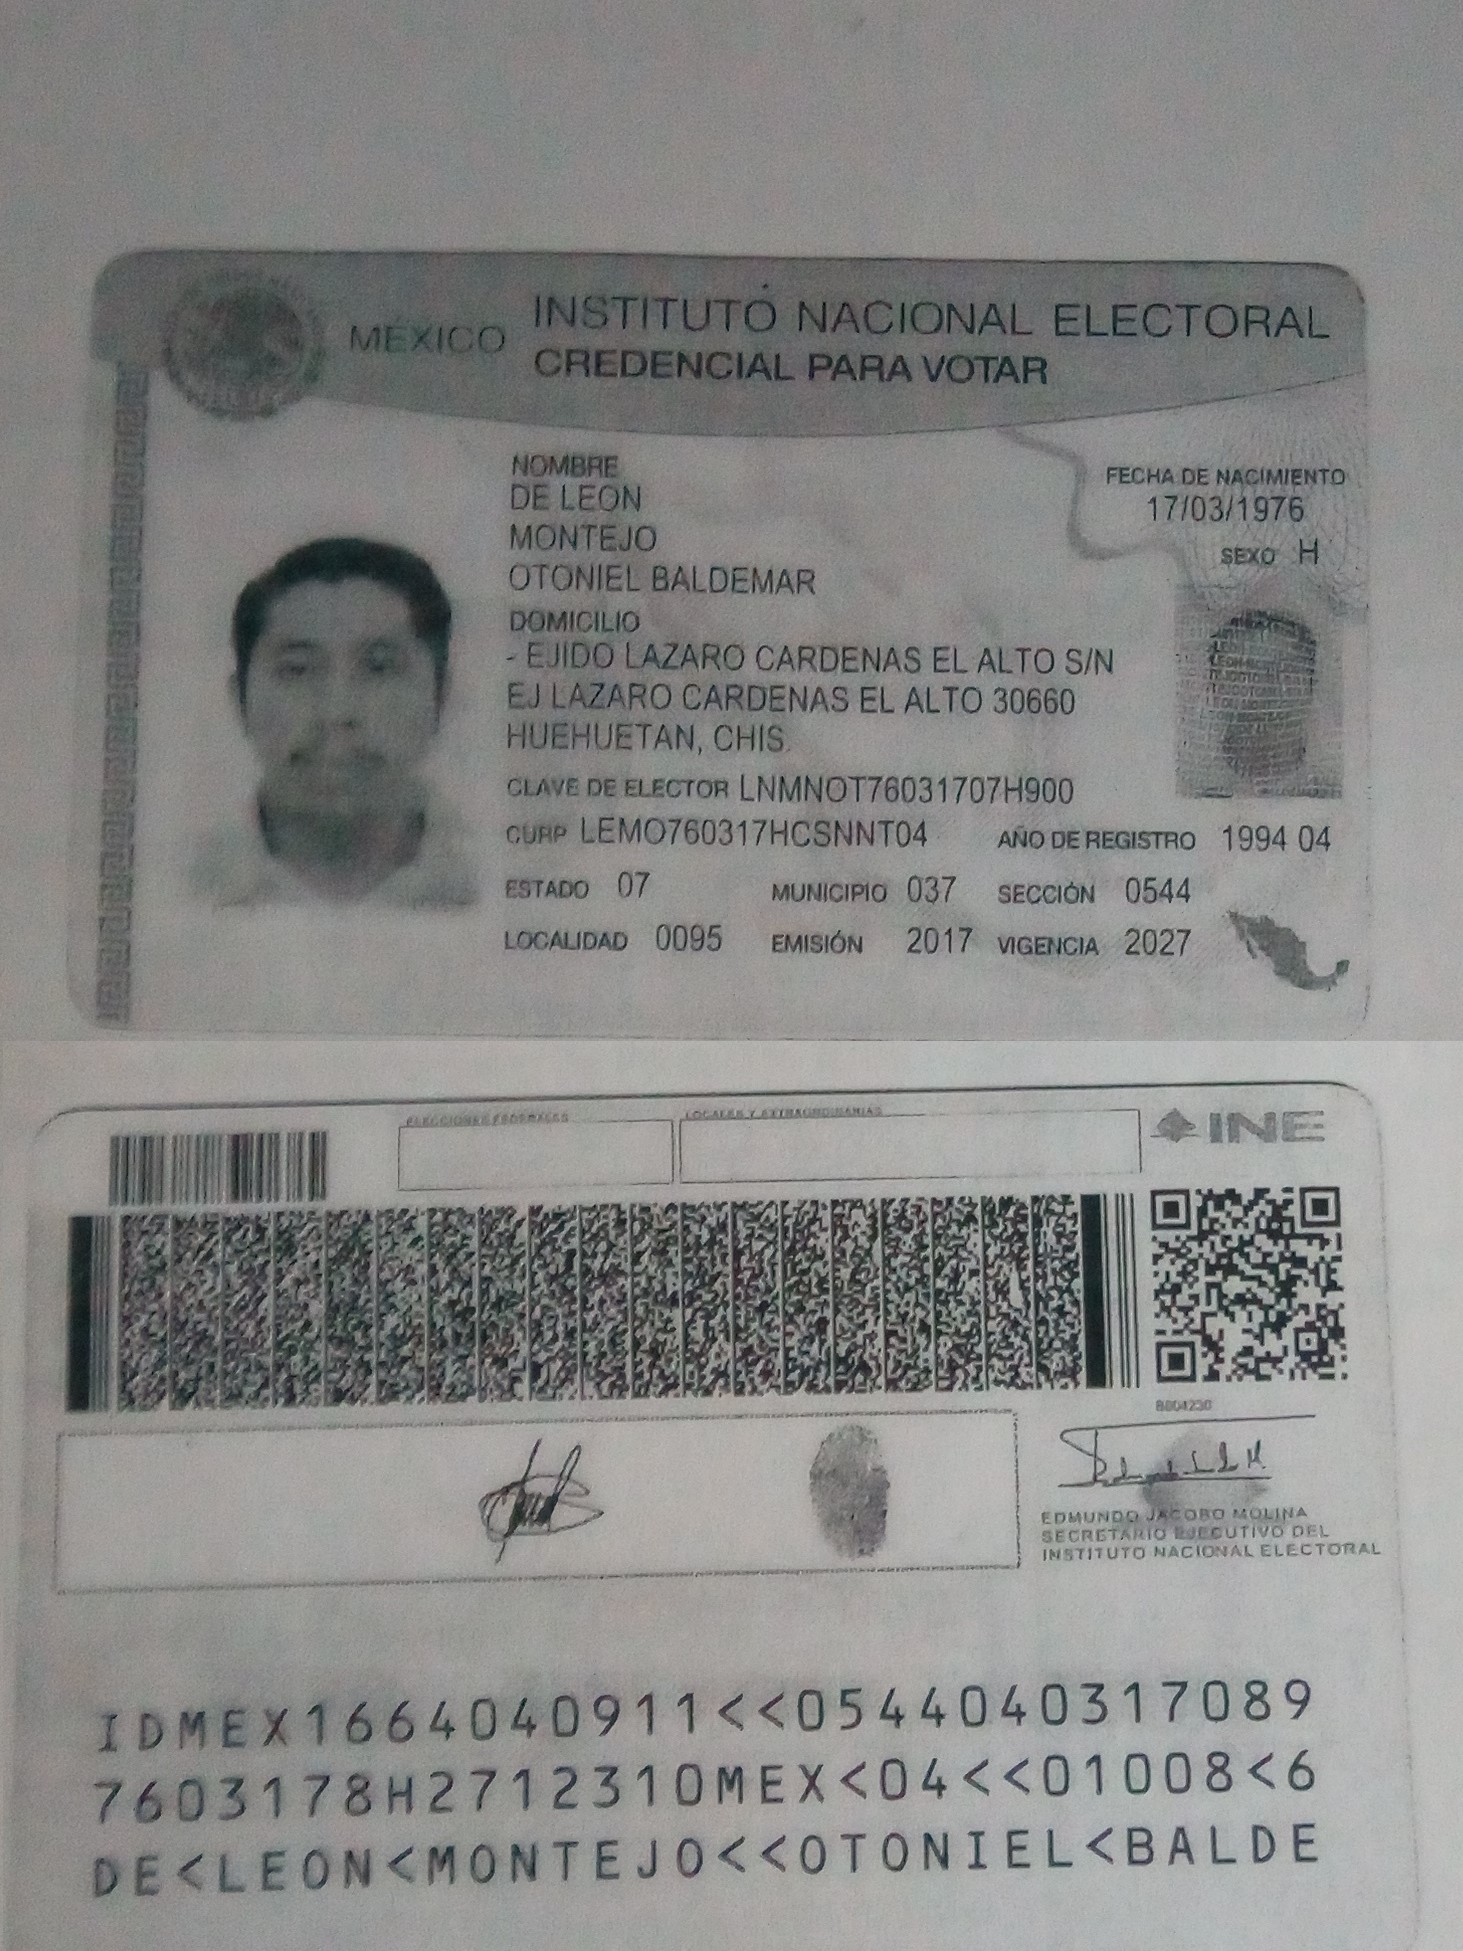 MÉXICO
INSTITUTO NACIONAL ELECTORAL
CREDENCIAL PARA VOTAR
NOMBRE
DE LEON
MONTEJO
OTONIEL BALDEMAR
FECHA DE NACIMIENTO
17/03/1976
SEXO H
DOMICILIO
- EJIDO LAZARO CARDENAS EL ALTO S/N
EJ LAZARO CARDENAS EL ALTO 30660
HUEHUETAN, CHIS.
CLAVE DE ELECTOR LNMNOT76031707H900
CURP LEMO760317HCSNNT04 AÑO DE REGISTRO 1994 04
ESTADO 07 MUNICIPIO 037 SECCIÓN 0544
LOCALIDAD 0095 EMISIÓN 2017 VIGENCIA 2027
ELECCIONES FEDERALES
LOCALES Y EXTRAORDINARIAS
INE
EDMUNDO JACOBO MOLINA
SECRETARIO EJECUTIVO DEL
INSTITUTO NACIONAL ELECTORAL
IDMEX1664040911<<0544040317089
7603178H2712310MEX<04<<01008<6
DE<LEON<MONTEJO<<OTONIEL<BALDE